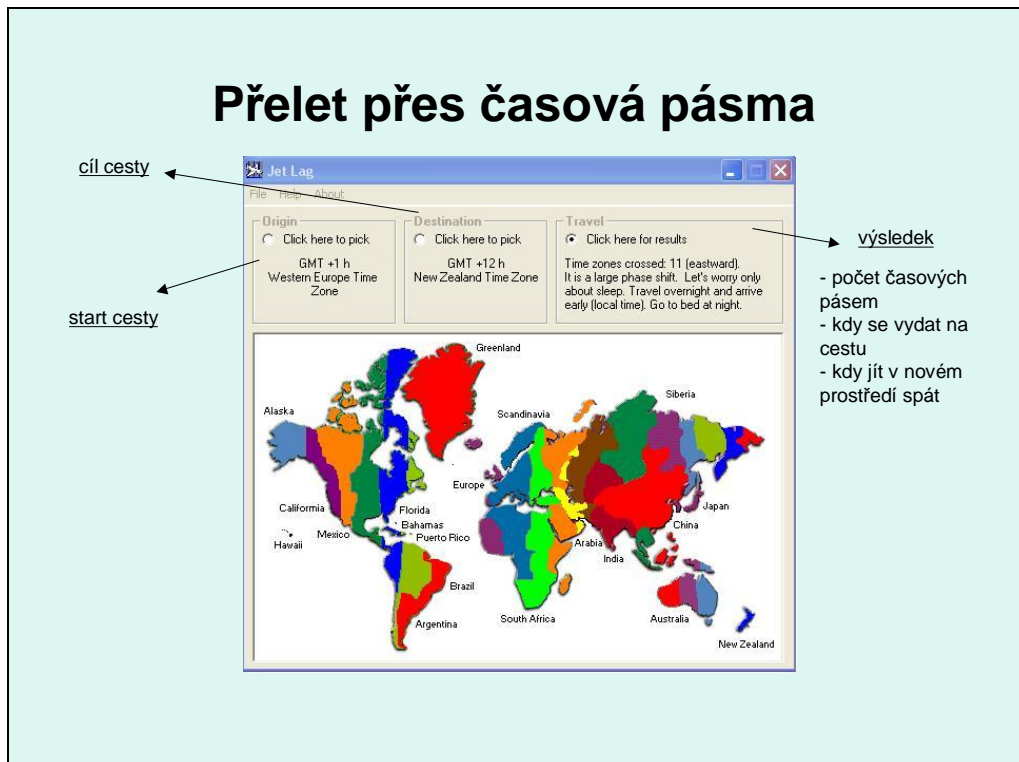 Přelet přes časová pásma
cíl cesty
start cesty
Jet Lag
File Help About
Origin
Click here to pick
GMT +1 h
Western Europe Time
Zone
Destination
Click here to pick
GMT +12 h
New Zealand Time Zone
Travel
Click here for results
Time zones crossed: 11 (eastward).
It is a large phase shift. Let's worry only
about sleep. Travel overnight and arrive
early (local time). Go to bed at night.
výsledek
- počet časových
pásem
- kdy se vydat na
cestu
- kdy jít v novém
prostředí spát
Greenland
Siberia
Alaska
Scandinavia
Europe
California
Florida
Japan
Bahamas
China
Mexico
Puerto Rico
Hawaii
Arabia
India
Brazil
South Africa
Australia
Argentina
New Zealand